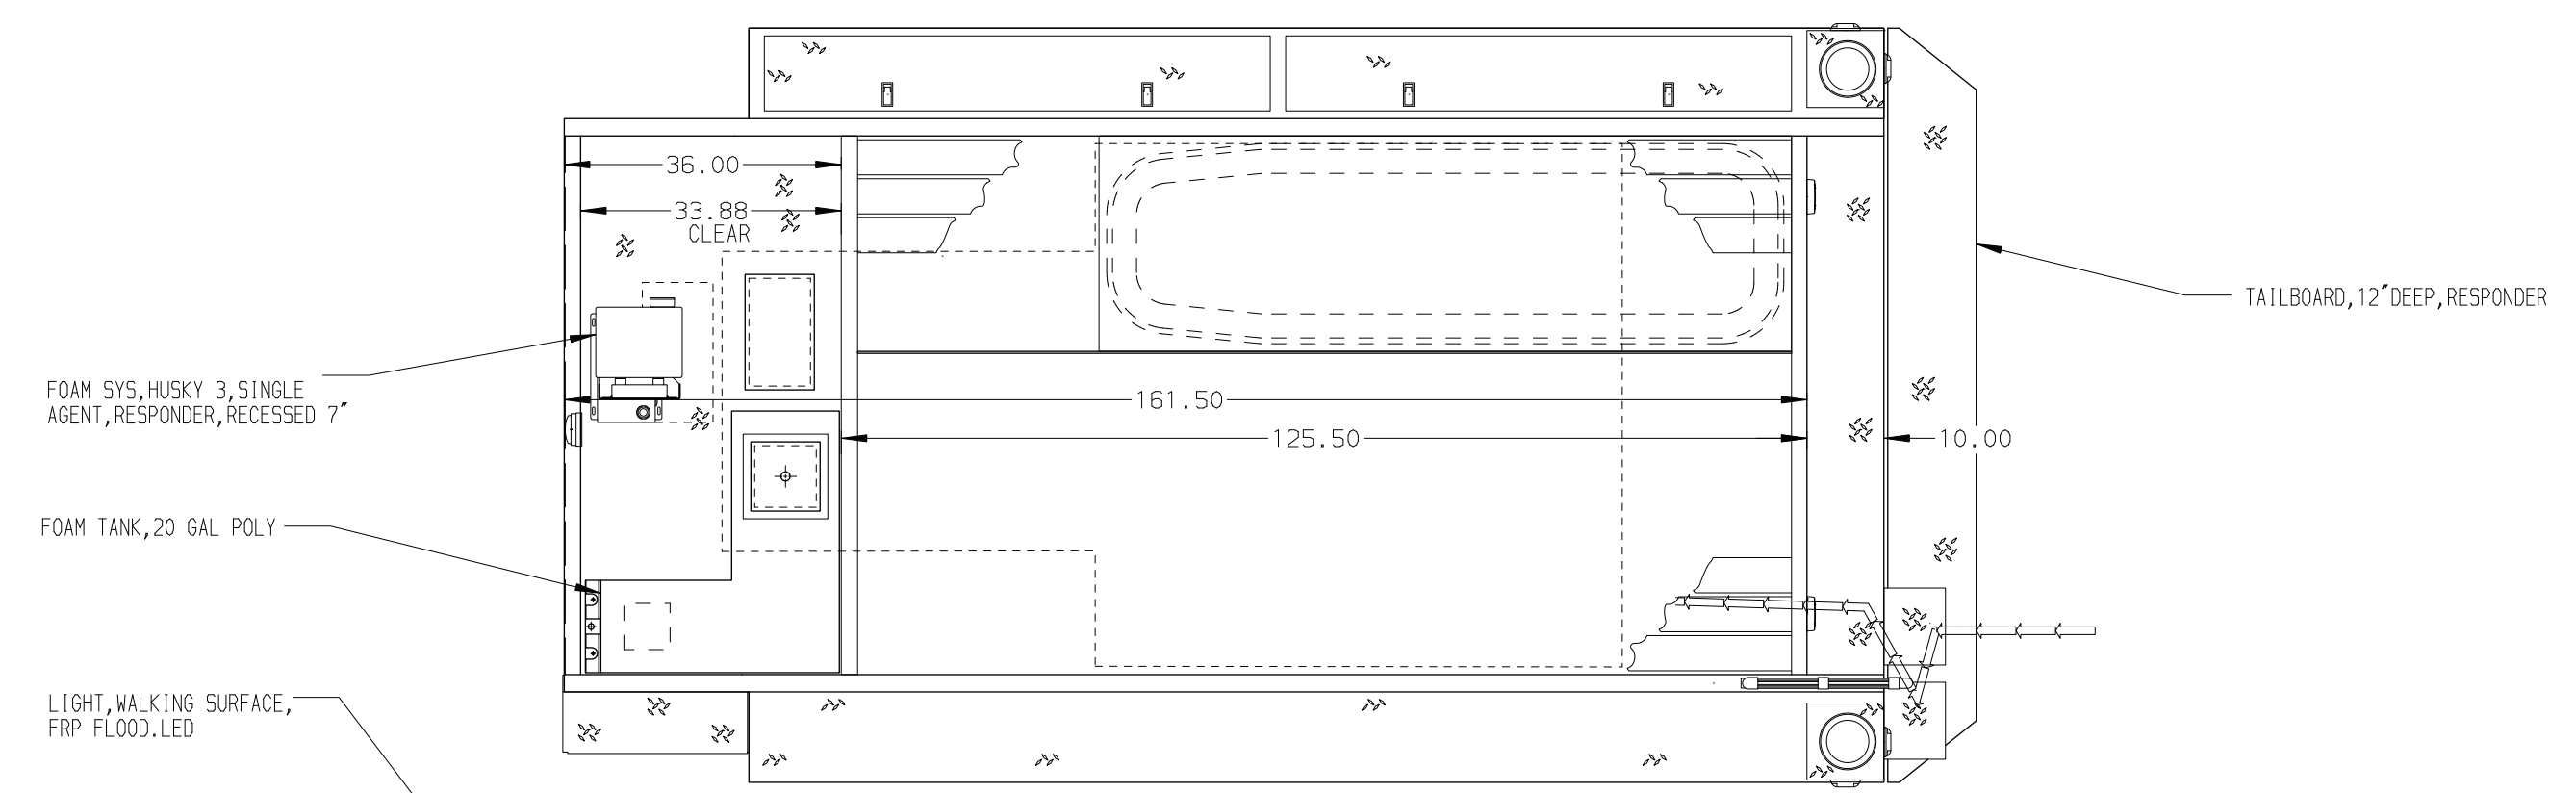 36.00
33.88
CLEAR
TAILBOARD,12″DEEP,RESPONDER
FOAM SYS,HUSKY 3,SINGLE
AGENT,RESPONDER,RECESSED 7″
161.50
125.50
10.00
FOAM TANK,20 GAL POLY
LIGHT,WALKING SURFACE,
FRP FLOOD.LED